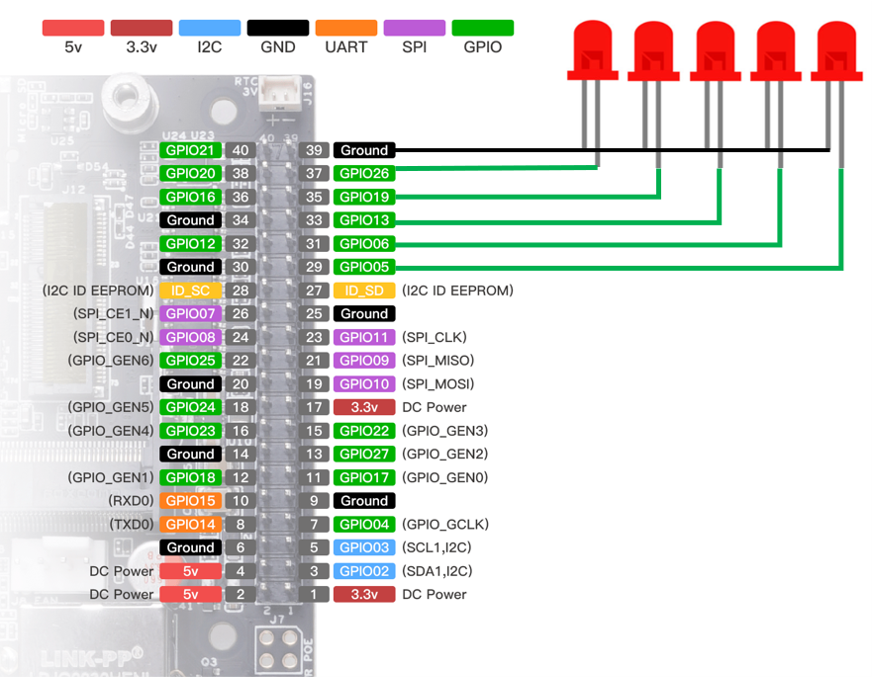 5v 3.3v I2C GND UART SPI GPIO
RTC
3V
J16
+ -
U24 U23
U25
40 39
D54
J12
D47
D44
GPIO21 40 39 Ground
GPIO20 38 37 GPIO26
GPIO16 36 35 GPIO19
Ground 34 33 GPIO13
GPIO12 32 31 GPIO06
Ground 30 29 GPIO05
(I2C ID EEPROM) ID_SC 28 27 ID_SD (I2C ID EEPROM)
(SPI_CE1_N) GPIO07 26 25 Ground
(SPI_CE0_N) GPIO08 24 23 GPIO11 (SPI_CLK)
(GPIO_GEN6) GPIO25 22 21 GPIO09 (SPI_MISO)
Ground 20 19 GPIO10 (SPI_MOSI)
(GPIO_GEN5) GPIO24 18 17 3.3v DC Power
(GPIO_GEN4) GPIO23 16 15 GPIO22 (GPIO_GEN3)
Ground 14 13 GPIO27 (GPIO_GEN2)
(GPIO_GEN1) GPIO18 12 11 GPIO17 (GPIO_GEN0)
(RXD0) GPIO15 10 9 Ground
(TXD0) GPIO14 8 7 GPIO04 (GPIO_GCLK)
Ground 6 5 GPIO03 (SCL1,I2C)
DC Power 5v 4 3 GPIO02 (SDA1,I2C)
DC Power 5v 2 1 3.3v DC Power
2 1
J7
Q3
LINK-PP